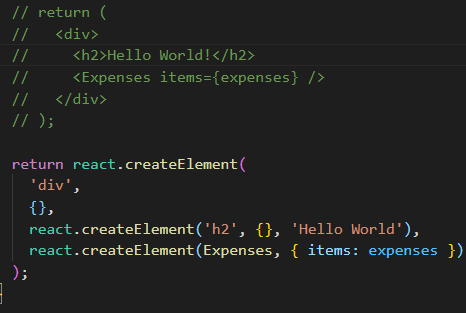 // return (
//   <div>
//     <h2>Hello World!</h2>
//     <Expenses items={expenses} />
//   </div>
// );
return react.createElement(
  'div',
  {},
  react.createElement('h2', {}, 'Hello World'),
  react.createElement(Expenses, { items: expenses })
);
}